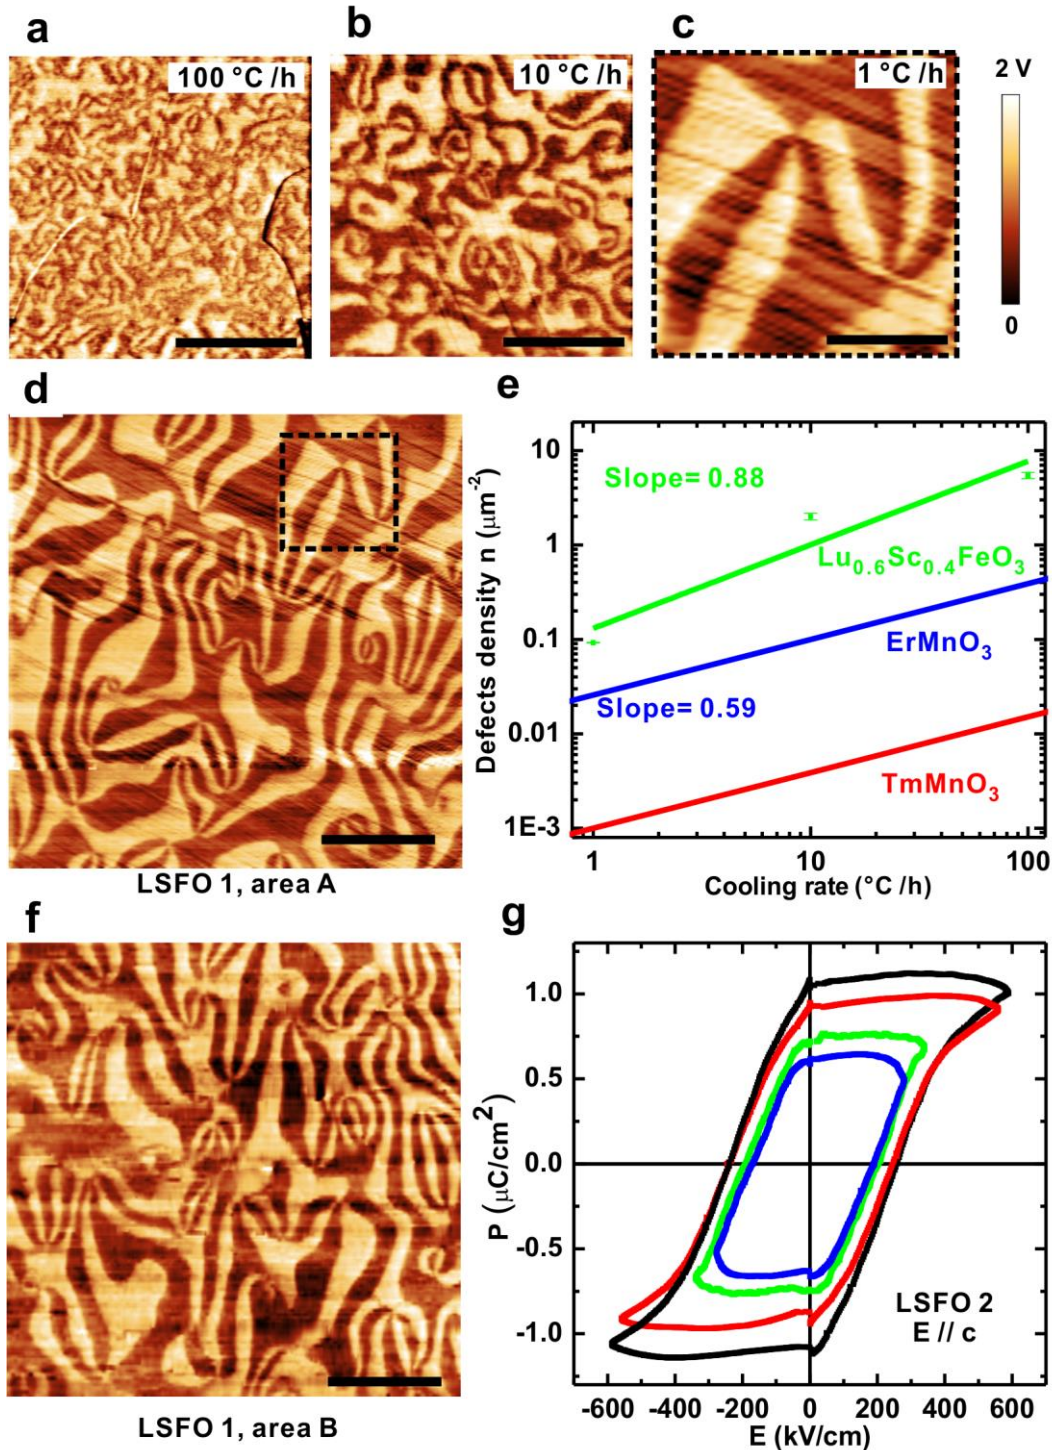 a
100 °C /h
b
10 °C /h
c
1 °C /h
2 V
0
d
LSFO 1, area A
e
Defects density n (μm⁻²)
10
1
0.1
0.01
1E-3
Slope= 0.88
Lu₀.₆Sc₀.₄FeO₃
ErMnO₃
Slope= 0.59
TmMnO₃
1
10
100
Cooling rate (°C /h)
f
LSFO 1, area B
g
P (μC/cm²)
1.0
0.5
0.0
-0.5
-1.0
LSFO 2
E // c
-600 -400 -200 0 200 400 600
E (kV/cm)